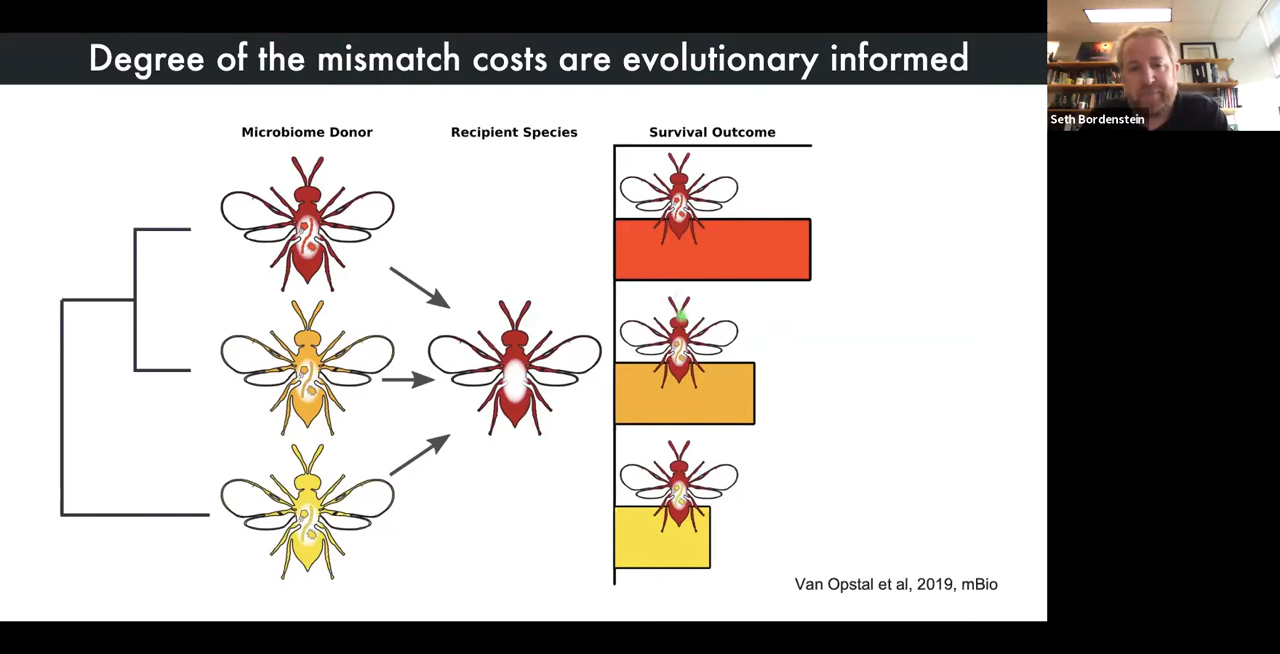 Degree of the mismatch costs are evolutionary informed
Seth Bordenstein
Microbiome Donor
Recipient Species
Survival Outcome
Van Opstal et al, 2019, mBio